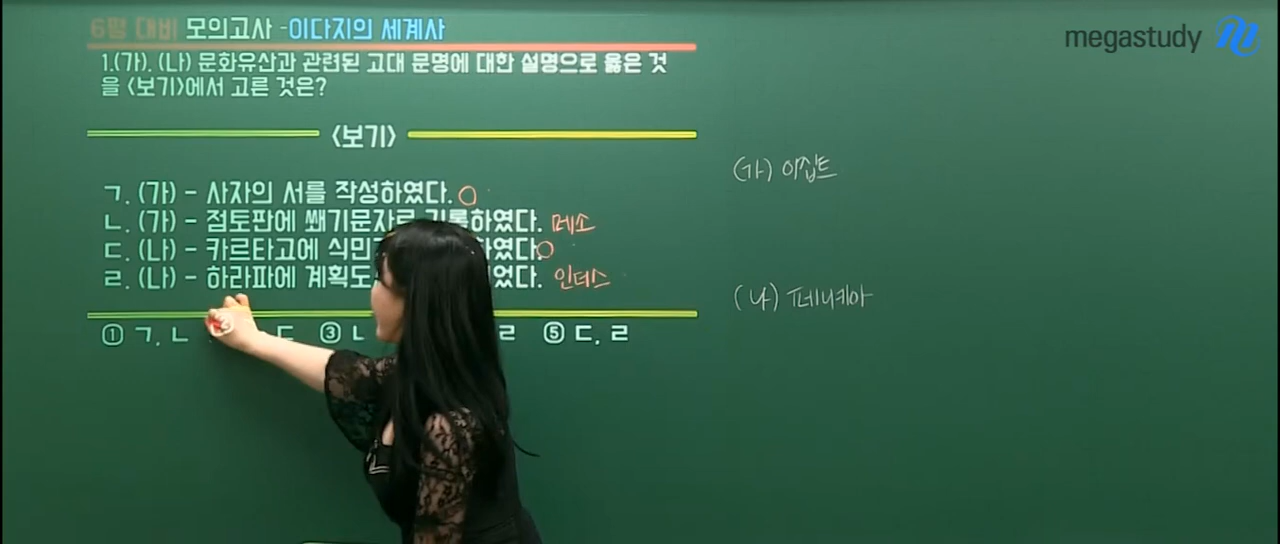 6평 대비 모의고사 -이다지의 세계사
megastudy
1.(가). (나) 문화유산과 관련된 고대 문명에 대한 설명으로 옳은 것
을 <보기>에서 고른 것은?
<보기>
(가) 이집트
ㄱ. (가) - 사자의 서를 작성하였다.
ㄴ. (가) - 점토판에 쐐기문자로 기록하였다. 메소
ㄷ. (나) - 카르타고에 식민 하였다.
ㄹ. (나) - 하라파에 계획도 었다. 인더스
(나) 페니키아
① ㄱ, ㄴ ㄷ ③ ㄴ ㄹ ⑤ ㄷ, ㄹ